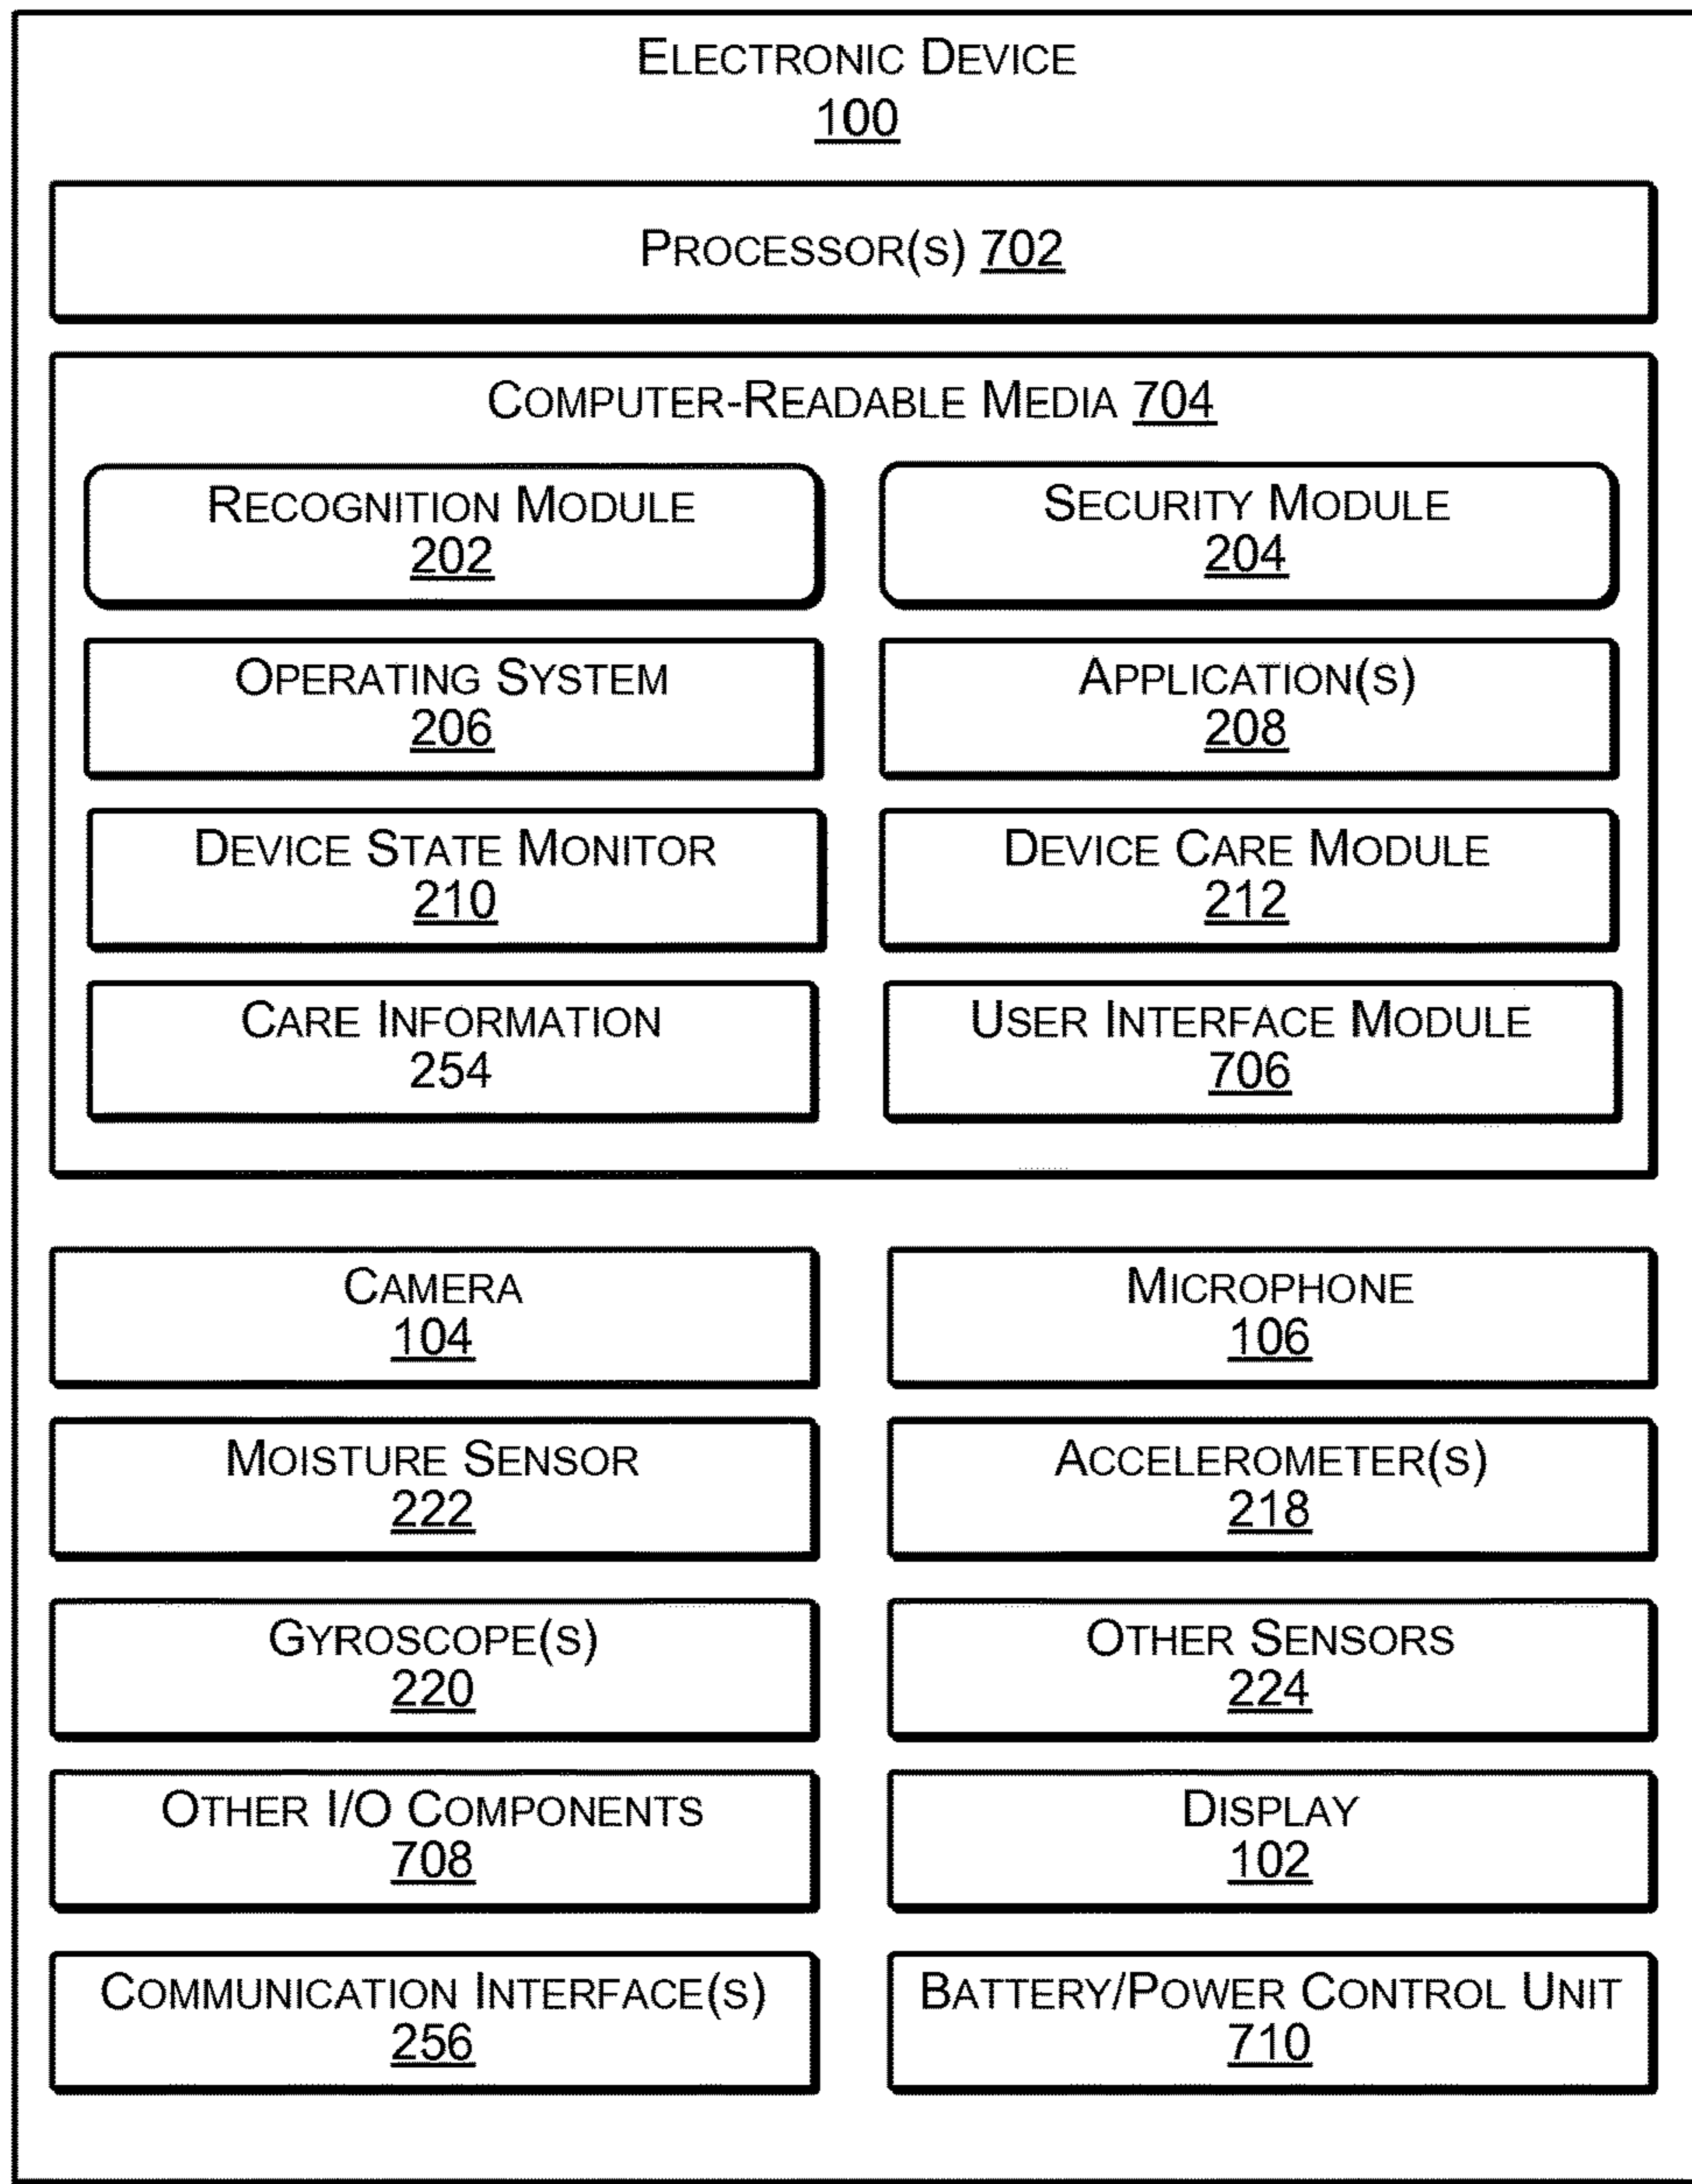 ELECTRONIC DEVICE
100
PROCESSOR(S) 702
COMPUTER-READABLE MEDIA 704
RECOGNITION MODULE
202
SECURITY MODULE
204
OPERATING SYSTEM
206
APPLICATION(S)
208
DEVICE STATE MONITOR
210
DEVICE CARE MODULE
212
CARE INFORMATION
254
USER INTERFACE MODULE
706
CAMERA
104
MICROPHONE
106
MOISTURE SENSOR
222
ACCELEROMETER(S)
218
GYROSCOPE(S)
220
OTHER SENSORS
224
OTHER I/O COMPONENTS
708
DISPLAY
102
COMMUNICATION INTERFACE(S)
256
BATTERY/POWER CONTROL UNIT
710